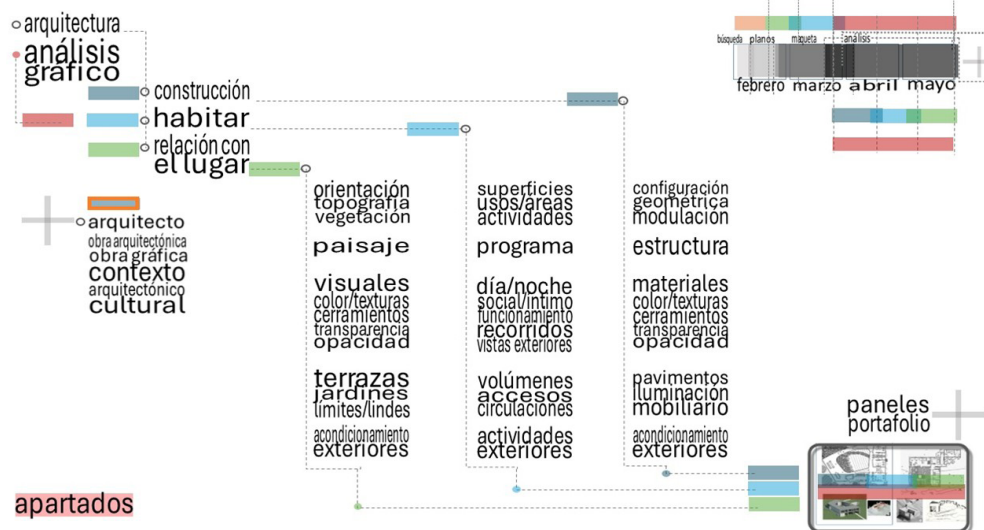 arquitectura
análisis
gráfico
construcción
habitar
relación con
el lugar
arquitecto
obra arquitectónica
obra gráfica
contexto
arquitectónico
cultural
orientación
topografía
vegetación
paisaje
visuales
color/texturas
cerramientos
transparencia
opacidad
terrazas
jardines
límites/lindes
acondicionamiento
exteriores
superficies
usos/áreas
actividades
programa
día/noche
social/íntimo
funcionamiento
recorridos
vistas exteriores
volúmenes
accesos
circulaciones
actividades
exteriores
configuración
geométrica
modulación
estructura
materiales
color/texturas
cerramientos
transparencia
opacidad
pavimentos
iluminación
mobiliario
acondicionamiento
exteriores
búsqueda planos maqueta análisis
febrero marzo abril mayo
paneles
portafolio
apartados